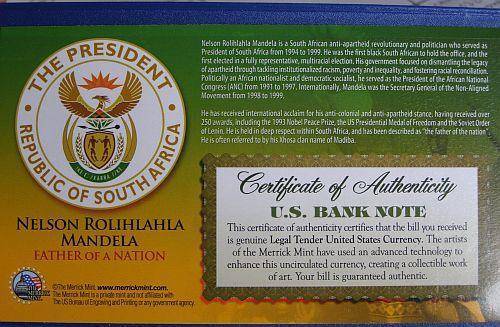 THE PRESIDENT
REPUBLIC OF SOUTH AFRICA
NELSON ROLIHLAHLA
MANDELA
FATHER OF A NATION
Nelson Rolihlahla Mandela is a South African anti-apartheid revolutionary and politician who served as
President of South Africa from 1994 to 1999. He was the first black South African to hold the office, and the
first elected in a fully representative, multiracial election. His government focused on dismantling the legacy
of apartheid through tackling institutionalized racism, poverty and inequality, and fostering racial reconciliation.
Politically an African nationalist and democratic socialist, he served as the President of the African National
Congress (ANC) from 1991 to 1997. Internationally, Mandela was the Secretary General of the Non-Aligned
Movement from 1998 to 1999.
He has received international acclaim for his anti-colonial and anti-apartheid stance, having received over
250 awards, including the 1993 Nobel Peace Prize, the US Presidential Medal of Freedom and the Soviet Order
of Lenin. He is held in deep respect within South Africa, and has been described as "the father of the nation".
He is often referred to by his Xhosa clan name of Madiba.
Certificate of Authenticity
U.S. BANK NOTE
This certificate of authenticity certifies that the bill you received
is genuine Legal Tender United States Currency. The artists
of the Merrick Mint have used an advanced technology to
enhance this uncirculated currency, creating a collectible work
of art. Your bill is guaranteed authentic.
MERRICK
MINT
©The Merrick Mint. www.merrickmint.com
The Merrick Mint is a private mint and not affiliated with
The US Bureau of Engraving and Printing or any government agency.